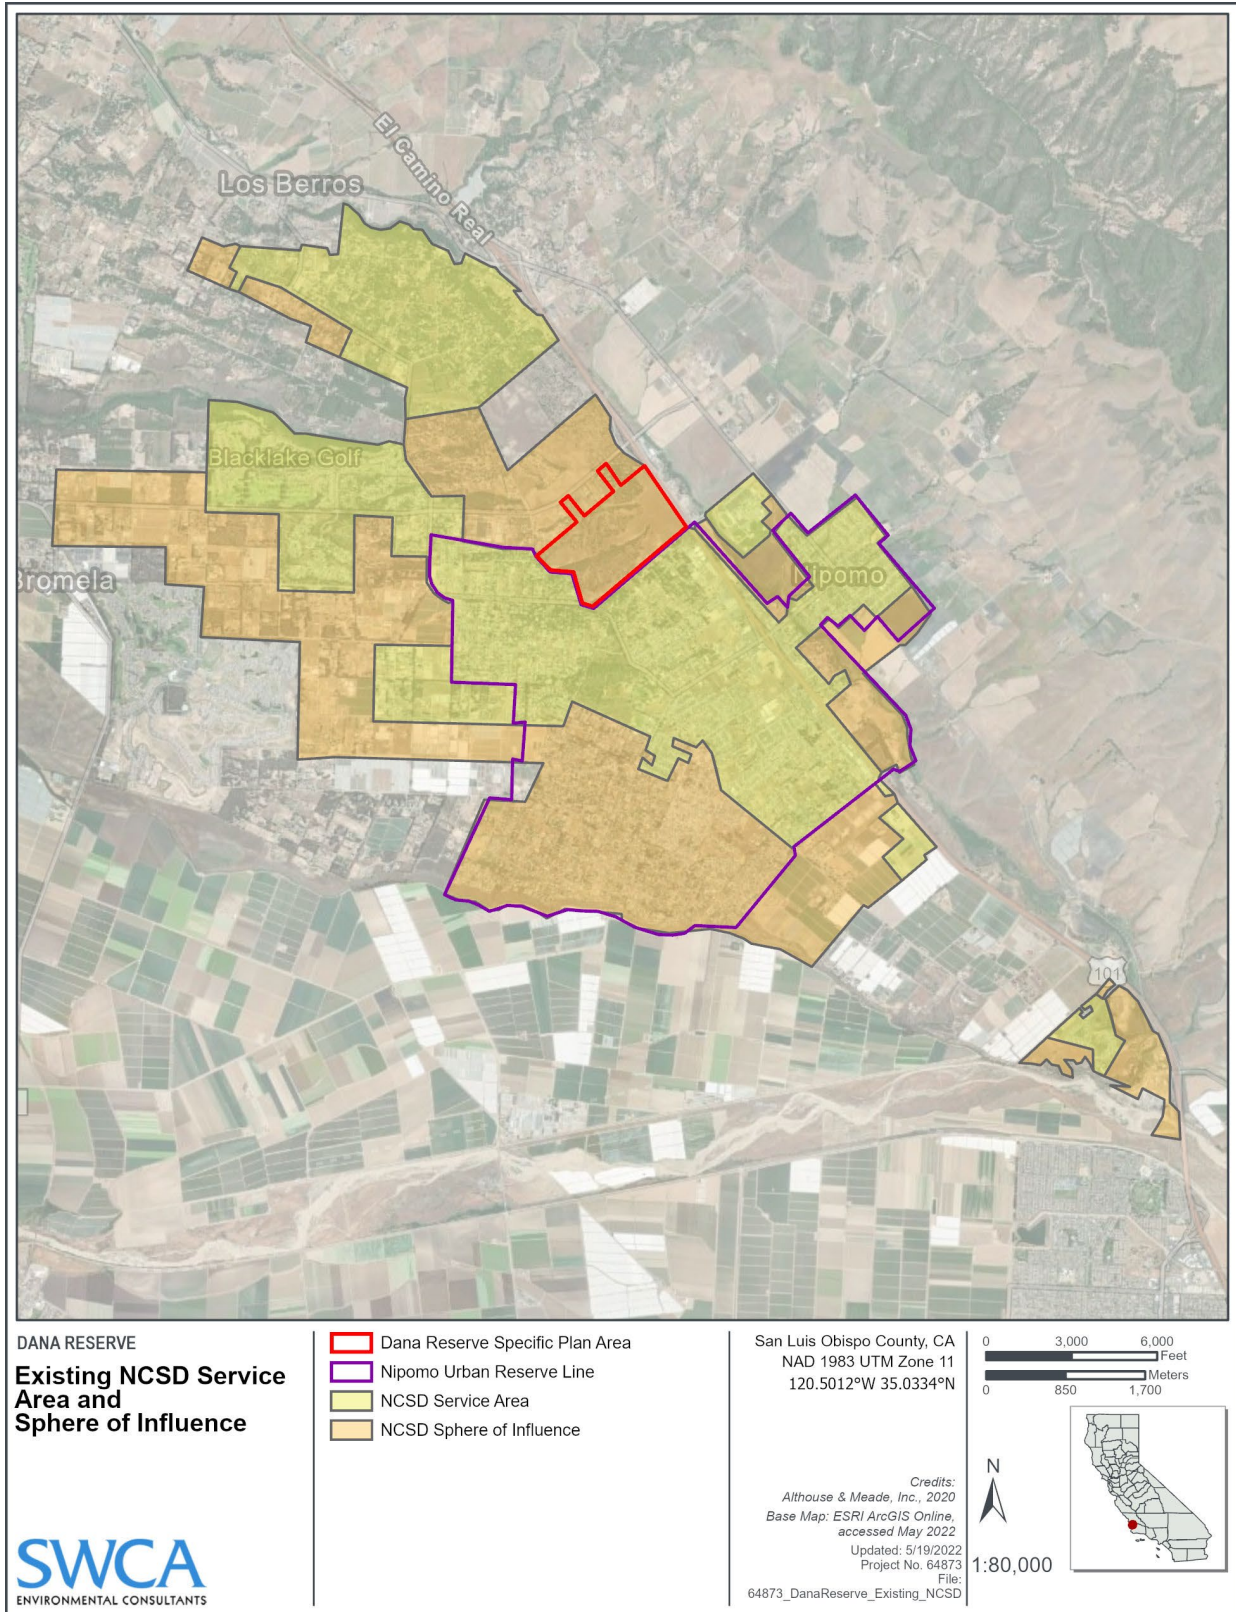 El Camino Real
Los Berros
Blacklake Golf
Bromela
Nipomo
101
DANA RESERVE
Existing NCSD Service
Area and
Sphere of Influence
SWCA
ENVIRONMENTAL CONSULTANTS
Dana Reserve Specific Plan Area
Nipomo Urban Reserve Line
NCSD Service Area
NCSD Sphere of Influence
San Luis Obispo County, CA
NAD 1983 UTM Zone 11
120.5012°W 35.0334°N
Credits:
Althouse & Meade, Inc., 2020
Base Map: ESRI ArcGIS Online,
accessed May 2022
Updated: 5/19/2022
Project No. 64873
File:
64873_DanaReserve_Existing_NCSD
0 3,000 6,000
Feet
Meters
0 850 1,700
N
1:80,000